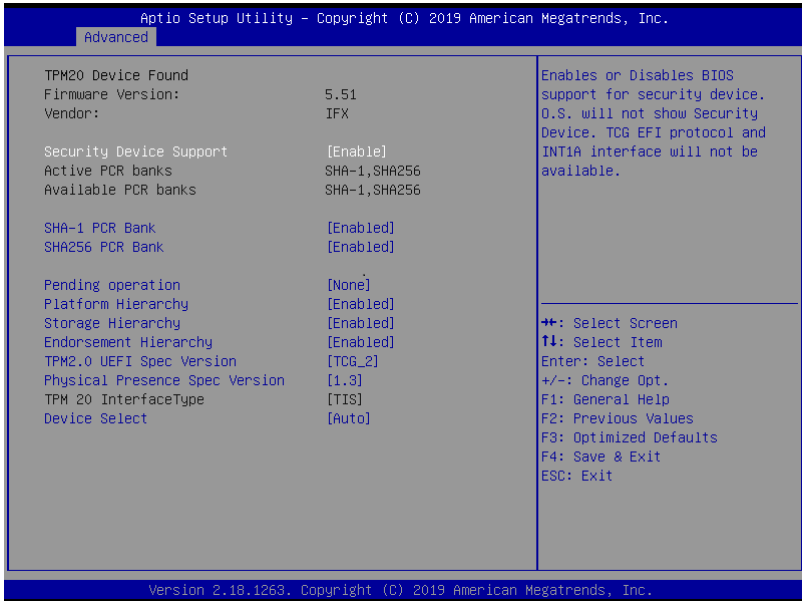 Aptio Setup Utility – Copyright (C) 2019 American Megatrends, Inc.
Advanced
TPM20 Device Found
Firmware Version: 5.51
Vendor: IFX
Security Device Support [Enable]
Active PCR banks SHA-1,SHA256
Available PCR banks SHA-1,SHA256
SHA-1 PCR Bank [Enabled]
SHA256 PCR Bank [Enabled]
Pending operation [None]
Platform Hierarchy [Enabled]
Storage Hierarchy [Enabled]
Endorsement Hierarchy [Enabled]
TPM2.0 UEFI Spec Version [TCG_2]
Physical Presence Spec Version [1.3]
TPM 20 InterfaceType [TIS]
Device Select [Auto]
Enables or Disables BIOS
support for security device.
O.S. will not show Security
Device. TCG EFI protocol and
INT1A interface will not be
available.
→←: Select Screen
↑↓: Select Item
Enter: Select
+/-: Change Opt.
F1: General Help
F2: Previous Values
F3: Optimized Defaults
F4: Save & Exit
ESC: Exit
Version 2.18.1263. Copyright (C) 2019 American Megatrends, Inc.